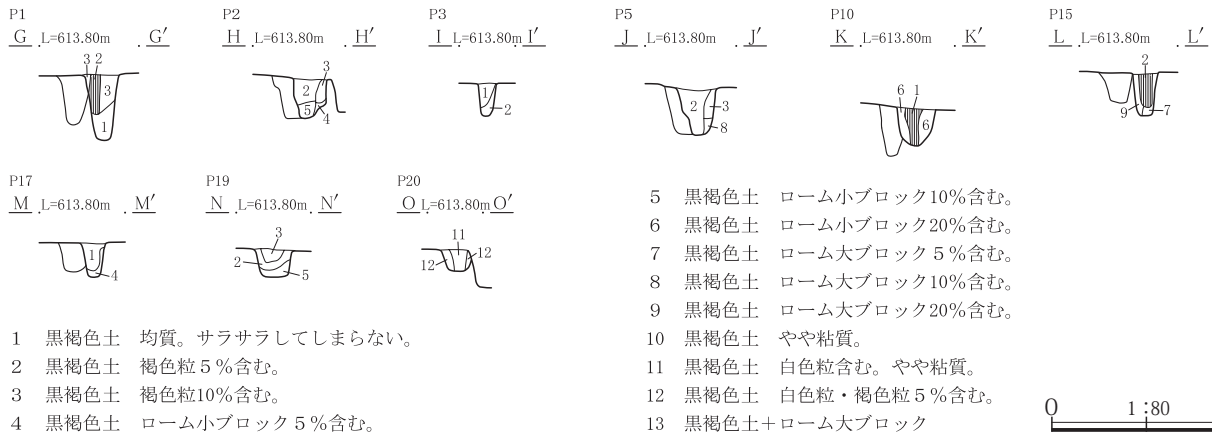 P1
G .L=613.80m . G′
3 2
3
1
P2
H .L=613.80m . H′
3
2
5
4
P3
I .L=613.80m . I′
1
2
P5
J .L=613.80m . J′
2
3
8
P10
K .L=613.80m . K′
6 1
6
P15
L .L=613.80m . L′
2
9 7
P17
M .L=613.80m . M′
1
4
P19
N .L=613.80m . N′
3
2
5
P20
O .L=613.80m . O′
11
12 12
1 黒褐色土 均質。サラサラしてしまらない。
2 黒褐色土 褐色粒5%含む。
3 黒褐色土 褐色粒10%含む。
4 黒褐色土 ローム小ブロック5%含む。
5 黒褐色土 ローム小ブロック10%含む。
6 黒褐色土 ローム小ブロック20%含む。
7 黒褐色土 ローム大ブロック5%含む。
8 黒褐色土 ローム大ブロック10%含む。
9 黒褐色土 ローム大ブロック20%含む。
10 黒褐色土 やや粘質。
11 黒褐色土 白色粒含む。やや粘質。
12 黒褐色土 白色粒・褐色粒5%含む。
13 黒褐色土+ローム大ブロック
0 1:80